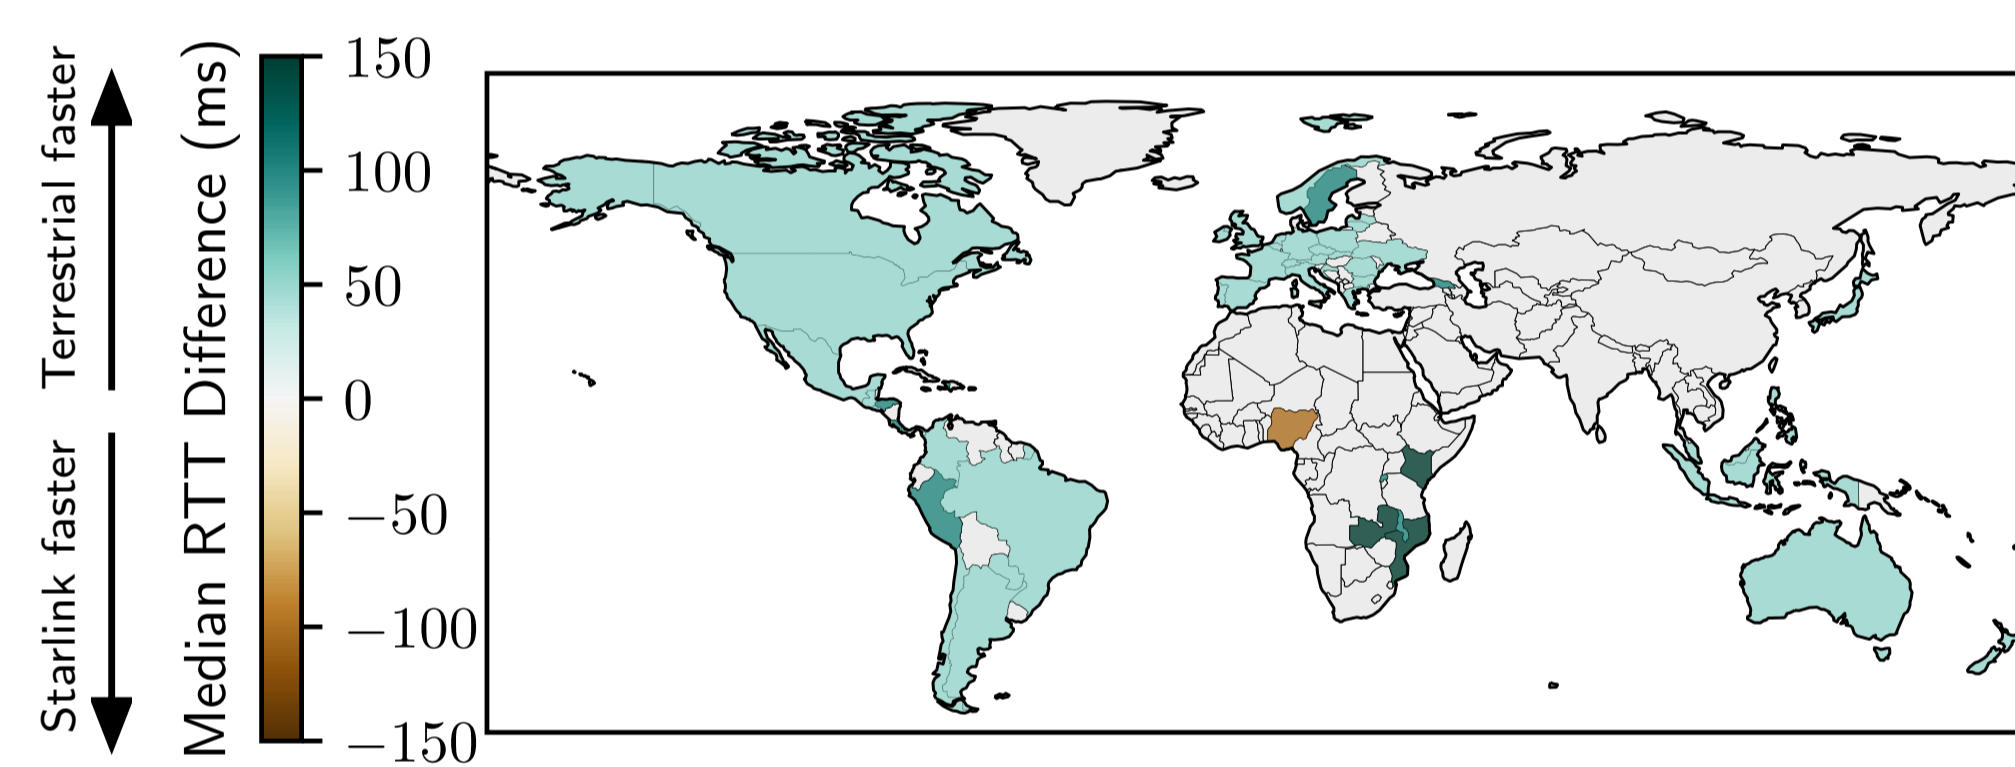 Terrestrial faster
Starlink faster
Median RTT Difference (ms)
150
100
50
0
−50
−100
−150